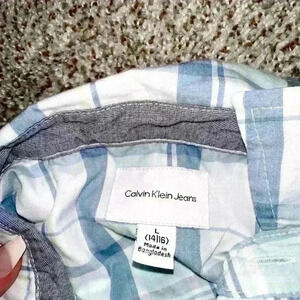 Calvin Klein Jeans
L
(14|16)
Made in
Bangladesh